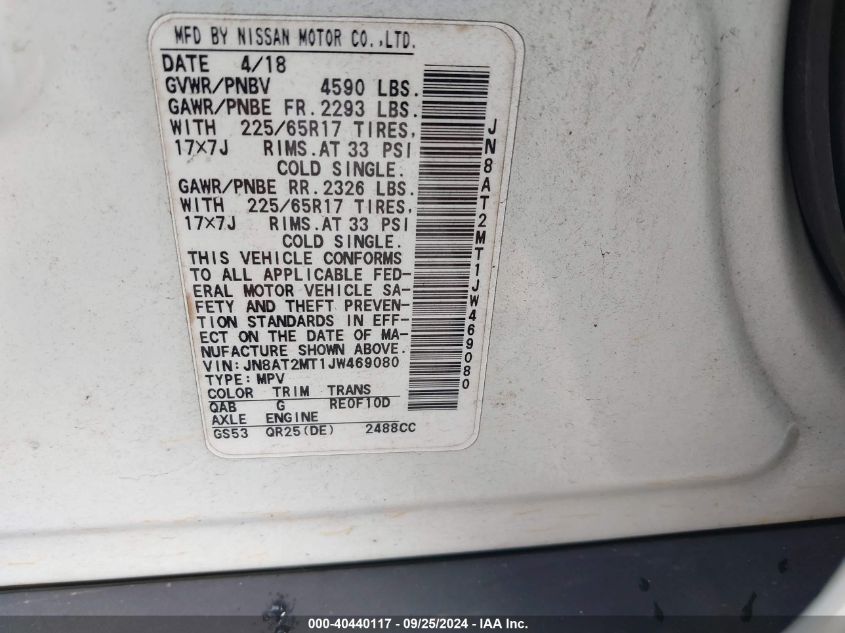 MFD BY NISSAN MOTOR CO.,LTD.
DATE 4/18
GVWR/PNBV 4590 LBS.
GAWR/PNBE FR.2293 LBS.
WITH 225/65R17 TIRES,
17×7J RIMS.AT 33 PSI
COLD SINGLE.
GAWR/PNBE RR.2326 LBS.
WITH 225/65R17 TIRES,
17×7J RIMS.AT 33 PSI
COLD SINGLE.
THIS VEHICLE CONFORMS
TO ALL APPLICABLE FED-
ERAL MOTOR VEHICLE SA-
FETY AND THEFT PREVEN-
TION STANDARDS IN EFF-
ECT ON THE DATE OF MA-
NUFACTURE SHOWN ABOVE.
VIN:JN8AT2MT1JW469080
TYPE:MPV
COLOR TRIM TRANS
QAB G RE0F10D
AXLE ENGINE
GS53 QR25(DE) 2488CC
JN8AT2MT1JW469080
000-40440117 - 09/25/2024 - IAA Inc.